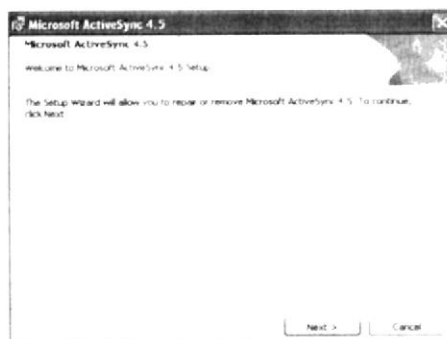 Microsoft ActiveSync 4.5
Microsoft ActiveSync 4.5
Welcome to Microsoft ActiveSync 4.5 Setup.
The Setup Wizard will allow you to repair or remove Microsoft ActiveSync 4.5. To continue,
click Next
Next >
Cancel